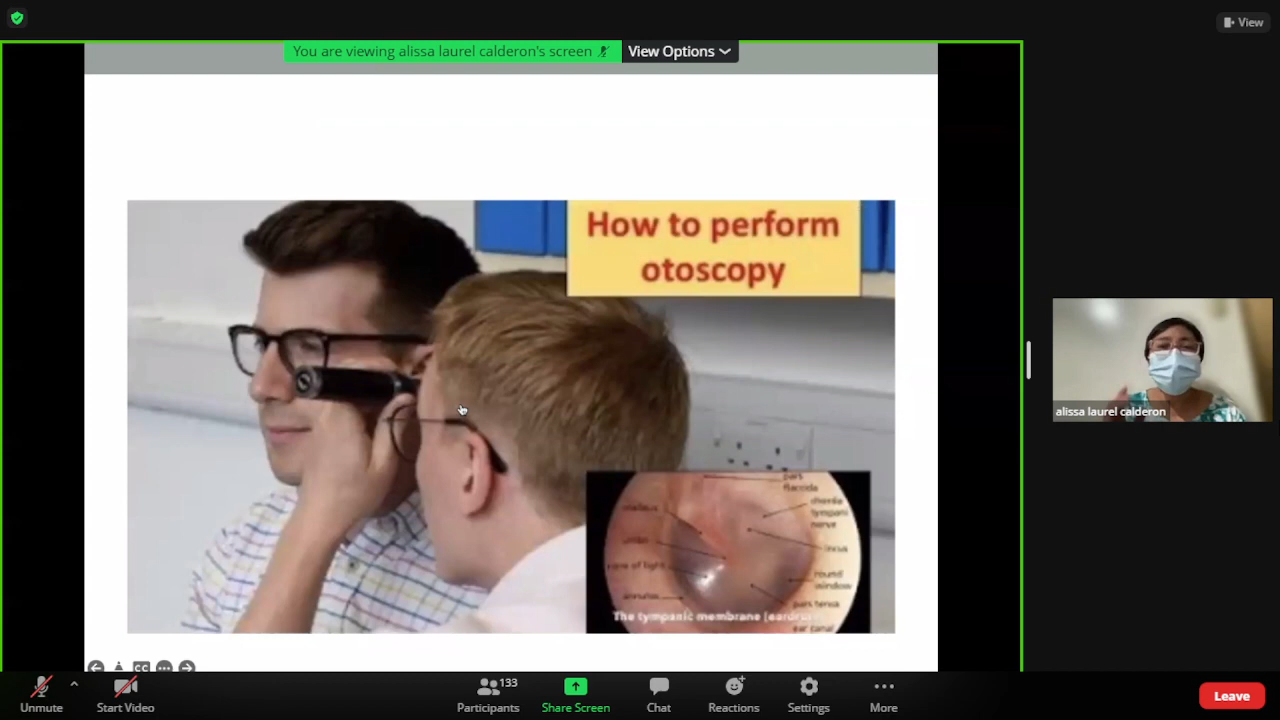 View
You are viewing alissa laurel calderon's screen
View Options
How to perform
otoscopy
pars
flaccida
chorda
tympani
nerve
incus
cone of light
round
window
annulus
pars tensa
The tympanic membrane
ear canal
alissa laurel calderon
CC
133
Unmute
Start Video
Participants
Share Screen
Chat
Reactions
Settings
More
Leave